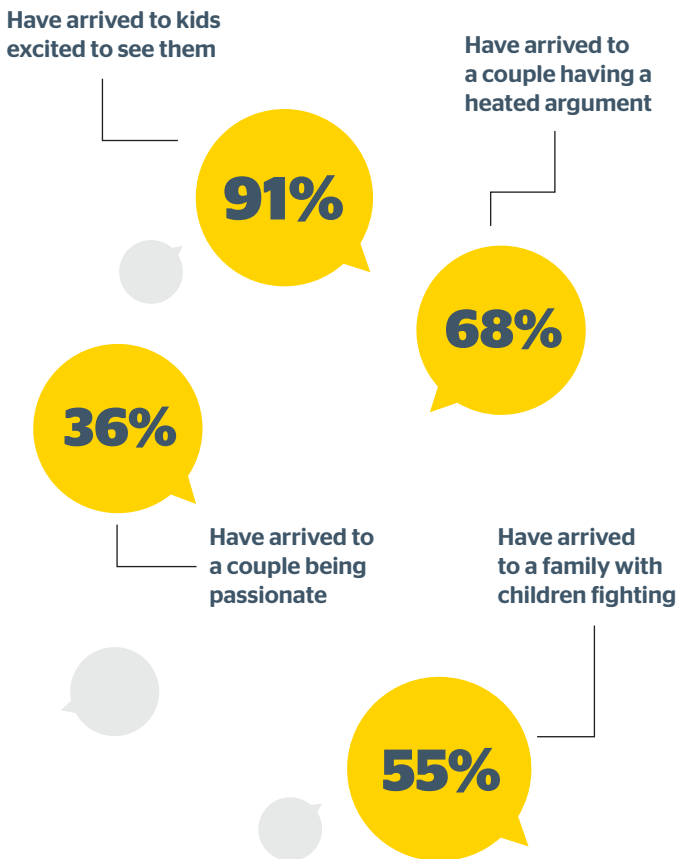 Have arrived to kids
excited to see them
91%
Have arrived to
a couple having a
heated argument
68%
36%
Have arrived to
a couple being
passionate
Have arrived
to a family with
children fighting
55%